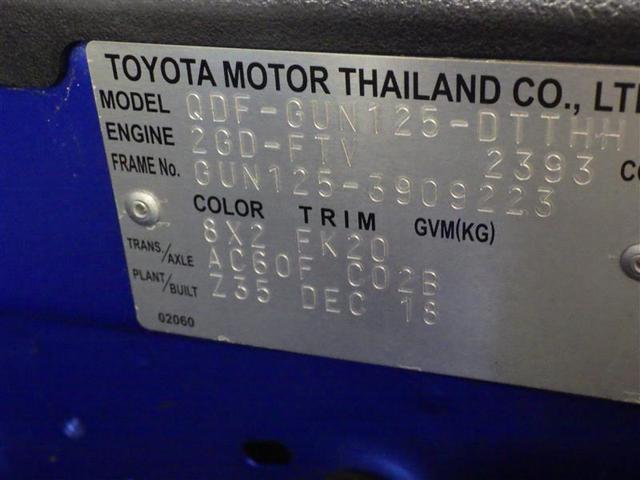 TOYOTA MOTOR THAILAND CO., LT
MODEL QDF-GUN125-DTTHH
ENGINE 2GD-FTV 2393 C
FRAME No. GUN125-3909223
COLOR TRIM GVM(KG)
8X2 FK20
TRANS./AXLE AC60F C02B
PLANT/BUILT Z35 DEC 18
02060